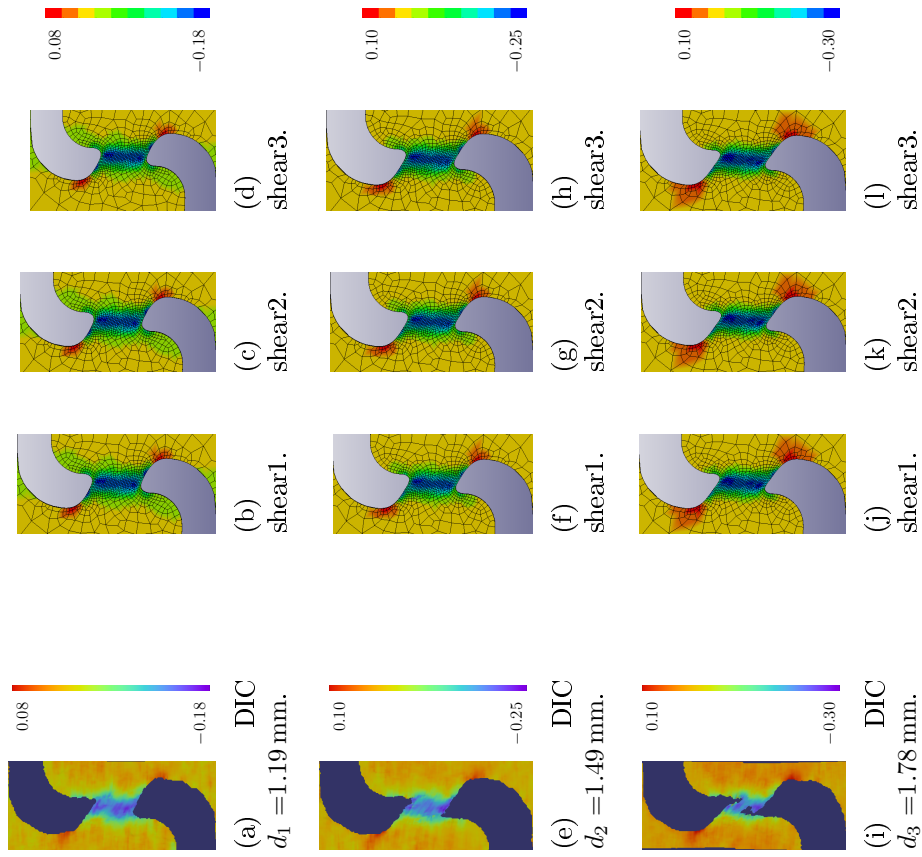 0.08
−0.18
0.08
−0.18
(a) DIC
d₁ =1.19 mm.
(b)
shear1.
(c)
shear2.
(d)
shear3.
0.10
−0.25
0.10
−0.25
(e) DIC
d₂ =1.49 mm.
(f)
shear1.
(g)
shear2.
(h)
shear3.
0.10
−0.30
0.10
−0.30
(i) DIC
d₃ =1.78 mm.
(j)
shear1.
(k)
shear2.
(l)
shear3.